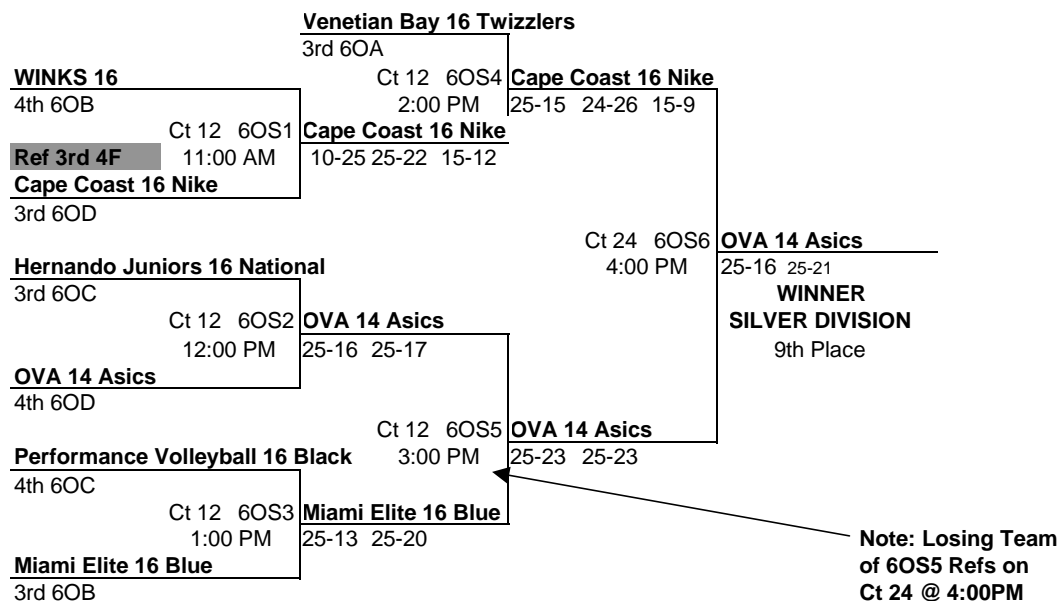 Venetian Bay 16 Twizzlers
3rd 6OA
WINKS 16
Ct 12 6OS4 Cape Coast 16 Nike
4th 6OB
2:00 PM 25-15 24-26 15-9
Ct 12 6OS1 Cape Coast 16 Nike
Ref 3rd 4F 11:00 AM 10-25 25-22 15-12
Cape Coast 16 Nike
3rd 6OD
Ct 24 6OS6 OVA 14 Asics
Hernando Juniors 16 National
4:00 PM 25-16 25-21
3rd 6OC
WINNER
Ct 12 6OS2 OVA 14 Asics
SILVER DIVISION
12:00 PM 25-16 25-17
9th Place
OVA 14 Asics
4th 6OD
Ct 12 6OS5 OVA 14 Asics
Performance Volleyball 16 Black
3:00 PM 25-23 25-23
4th 6OC
Ct 12 6OS3 Miami Elite 16 Blue
1:00 PM 25-13 25-20
Miami Elite 16 Blue
3rd 6OB
Note: Losing Team
of 6OS5 Refs on
Ct 24 @ 4:00PM